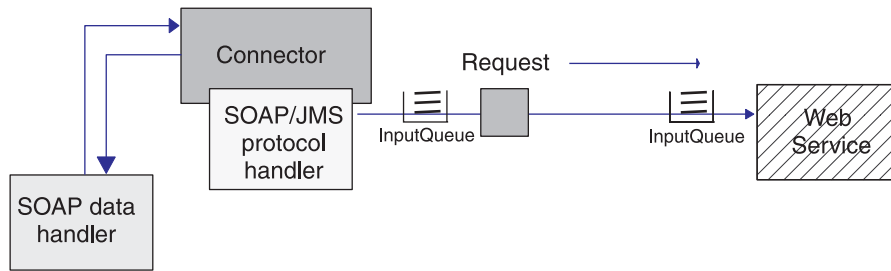 Connector
Request
SOAP/JMS
protocol
handler
InputQueue
InputQueue
Web
Service
SOAP data
handler